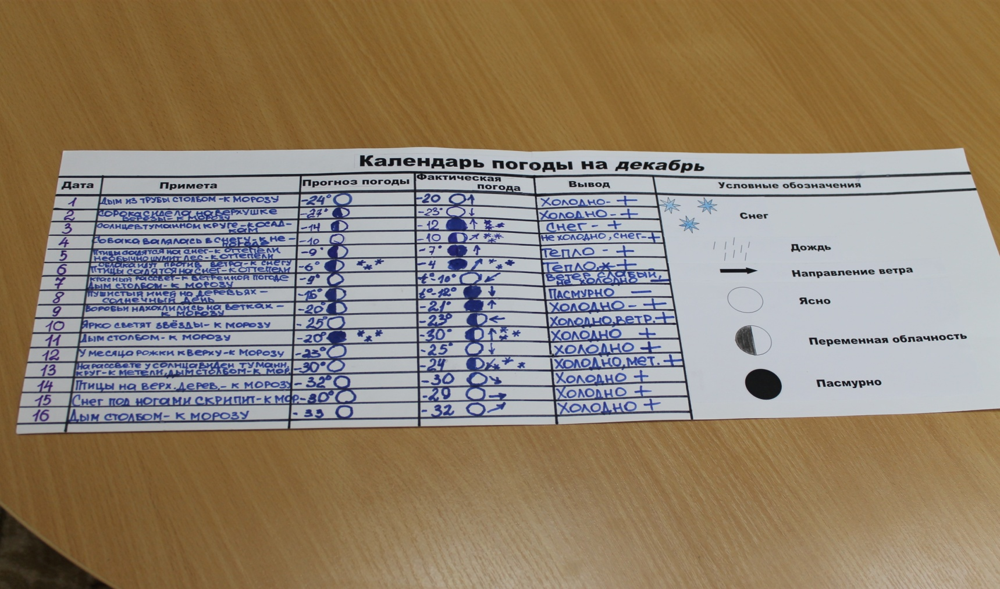 Календарь погоды на декабрь
Дата Примета Прогноз погоды Фактическая погода Вывод Условные обозначения
1 Дым из трубы столбом - к морозу -24° -20 Холодно - +
2 Сорока сидела на верхушке березы - к морозу -27° -23° Холодно - +
3 Солнце в туманном круге - к осадкам -14 -12 Снег - +
4 Собака валялась в снегу - к непогоде -10 -10 Не холодно, снег - +
5 Птицы садятся на снег - к оттепели необычно шумит лес - к оттепели -9° -7° Тепло - +
6 Облака идут против ветра - к снегу Птицы садятся на снег - к оттепели -6° -4 Тепло, х - +
7 Красный рассвет - к ветренной погоде Дым столбом - к морозу -9° t°-10° Ветер слабый, не холодно -
8 Пушистый иней на деревьях - солнечный день -15° t°-12° Пасмурно -
9 Воробьи нахохлились на ветках - к морозу -20° -21° Холодно - +
10 Ярко светят звёзды - к морозу -25° -23° Холодно, ветр. +
11 Дым столбом - к морозу -20° -30° Холодно +
12 У месяца рожки кверху - к морозу -23° -25° Холодно +
13 На рассвете у солнца виден туманн. круг - к метели, дым столбом - к мор. -30° -24 Холодно, мет. +
14 Птицы на верх. дерев. - к морозу -32° -30 Холодно +
15 Снег под ногами скрипит - к мор. -30° -29 Холодно +
16 Дым столбом - к морозу -33 -32 Холодно +
Снег
Дождь
Направление ветра
Ясно
Переменная облачность
Пасмурно